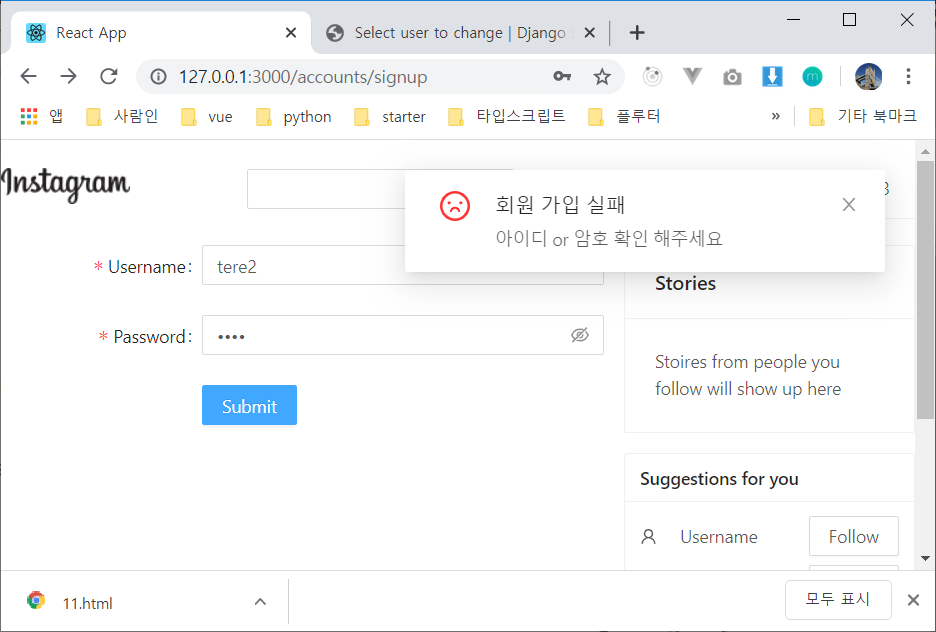 React App
Select user to change | Django
127.0.0.1:3000/accounts/signup
앱
사람인
vue
python
starter
타입스크립트
플루터
»
기타 북마크
Instagram
회원 가입 실패
아이디 or 암호 확인 해주세요
* Username:
tere2
* Password:
••••
Submit
Stories
Stoires from people you
follow will show up here
Suggestions for you
Username
Follow
11.html
모두 표시